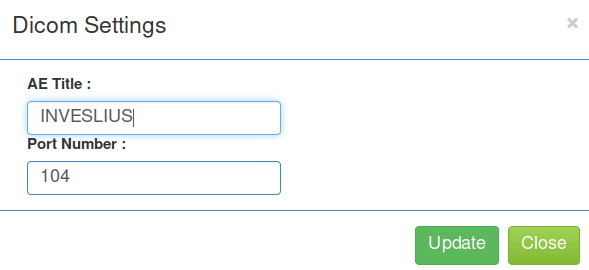 Dicom Settings ×
AE Title :
INVESLIUS
Port Number :
104
Update Close